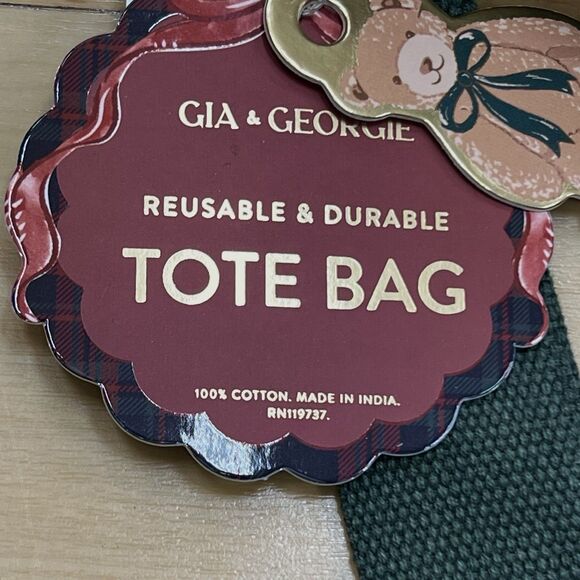 GIA & GEORGIE
REUSABLE & DURABLE
TOTE BAG
100% COTTON. MADE IN INDIA.
RN119737.